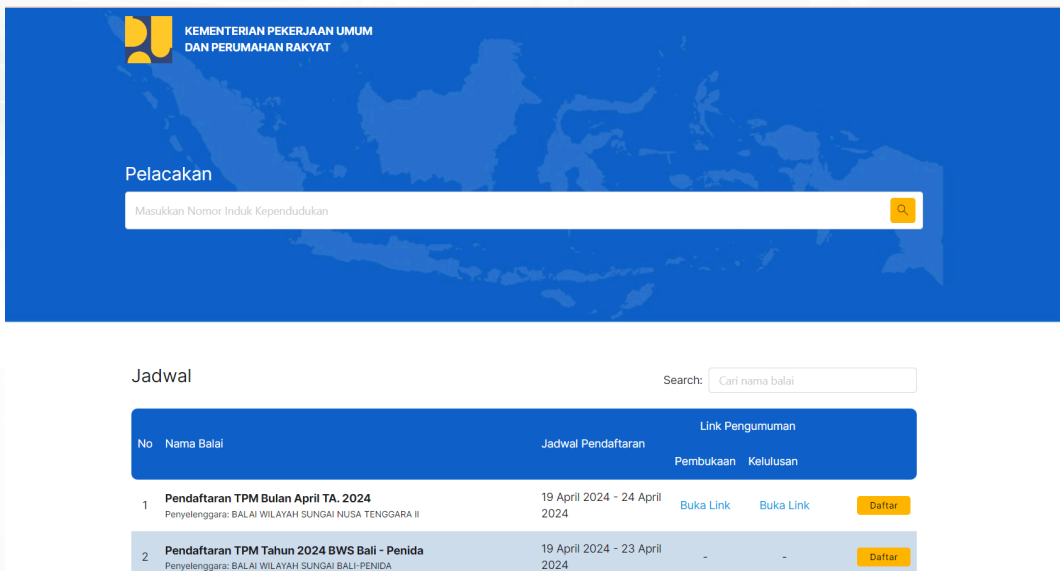 KEMENTERIAN PEKERJAAN UMUM
DAN PERUMAHAN RAKYAT
Pelacakan
Masukkan Nomor Induk Kependudukan
Jadwal
Search: Cari nama balai
Link Pengumuman
No Nama Balai Jadwal Pendaftaran
Pembukaan Kelulusan
1 Pendaftaran TPM Bulan April TA. 2024 19 April 2024 - 24 April 2024 Buka Link Buka Link Daftar
Penyelenggara: BALAI WILAYAH SUNGAI NUSA TENGGARA II
2 Pendaftaran TPM Tahun 2024 BWS Bali - Penida 19 April 2024 - 23 April 2024 - - Daftar
Penyelenggara: BALAI WILAYAH SUNGAI BALI-PENIDA